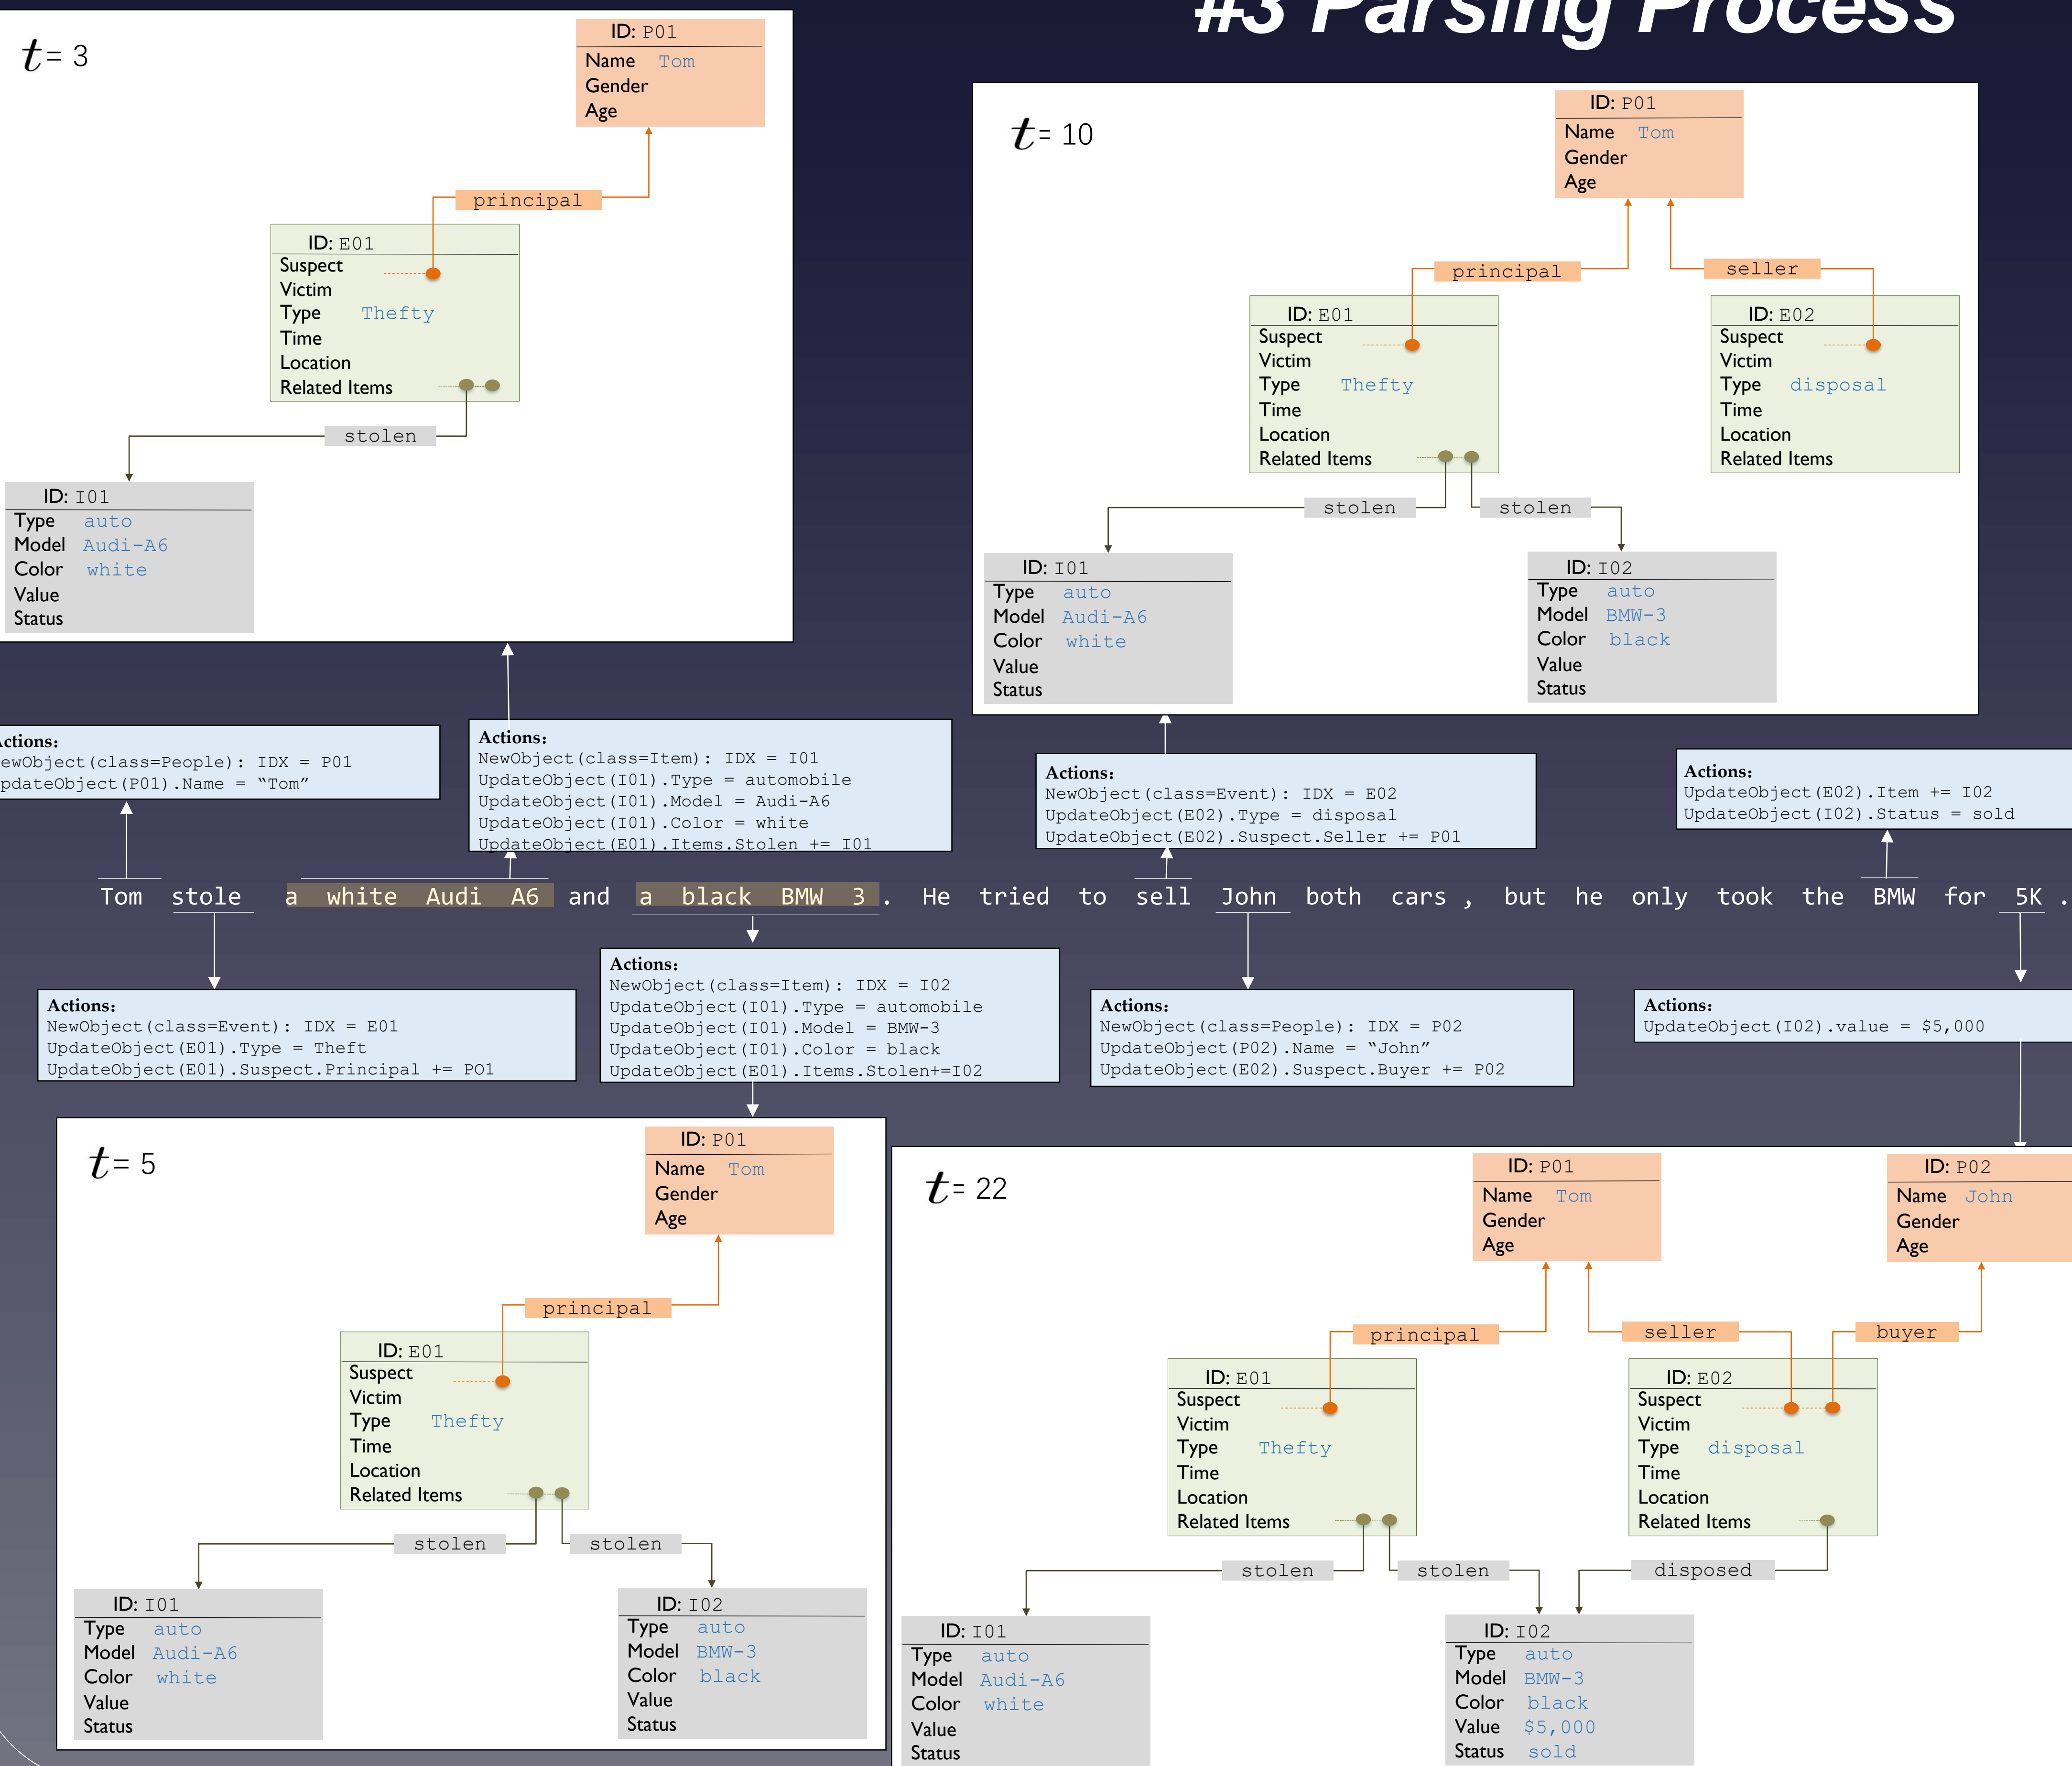 #3 Parsing Process
t = 3
ID: P01
Name Tom
Gender
Age
principal
ID: E01
Suspect
Victim
Type Thefty
Time
Location
Related Items
stolen
ID: I01
Type auto
Model Audi-A6
Color white
Value
Status
t = 10
ID: P01
Name Tom
Gender
Age
principal
seller
ID: E01
Suspect
Victim
Type Thefty
Time
Location
Related Items
ID: E02
Suspect
Victim
Type disposal
Time
Location
Related Items
stolen
stolen
ID: I01
Type auto
Model Audi-A6
Color white
Value
Status
ID: I02
Type auto
Model BMW-3
Color black
Value
Status
ctions:
ewObject(class=People): IDX = P01
pdateObject(P01).Name = “Tom”
Actions:
NewObject(class=Item): IDX = I01
UpdateObject(I01).Type = automobile
UpdateObject(I01).Model = Audi-A6
UpdateObject(I01).Color = white
UpdateObject(E01).Items.Stolen += I01
Actions:
NewObject(class=Event): IDX = E02
UpdateObject(E02).Type = disposal
UpdateObject(E02).Suspect.Seller += P01
Actions:
UpdateObject(E02).Item += I02
UpdateObject(I02).Status = sold
Tom stole a white Audi A6 and a black BMW 3. He tried to sell John both cars , but he only took the BMW for 5K .
Actions:
NewObject(class=Event): IDX = E01
UpdateObject(E01).Type = Theft
UpdateObject(E01).Suspect.Principal += PO1
Actions:
NewObject(class=Item): IDX = I02
UpdateObject(I01).Type = automobile
UpdateObject(I01).Model = BMW-3
UpdateObject(I01).Color = black
UpdateObject(E01).Items.Stolen+=I02
Actions:
NewObject(class=People): IDX = P02
UpdateObject(P02).Name = “John”
UpdateObject(E02).Suspect.Buyer += P02
Actions:
UpdateObject(I02).value = $5,000
t = 5
ID: P01
Name Tom
Gender
Age
principal
ID: E01
Suspect
Victim
Type Thefty
Time
Location
Related Items
stolen
stolen
ID: I01
Type auto
Model Audi-A6
Color white
Value
Status
ID: I02
Type auto
Model BMW-3
Color black
Value
Status
t = 22
ID: P01
Name Tom
Gender
Age
ID: P02
Name John
Gender
Age
principal
seller
buyer
ID: E01
Suspect
Victim
Type Thefty
Time
Location
Related Items
ID: E02
Suspect
Victim
Type disposal
Time
Location
Related Items
stolen
stolen
disposed
ID: I01
Type auto
Model Audi-A6
Color white
Value
Status
ID: I02
Type auto
Model BMW-3
Color black
Value $5,000
Status sold